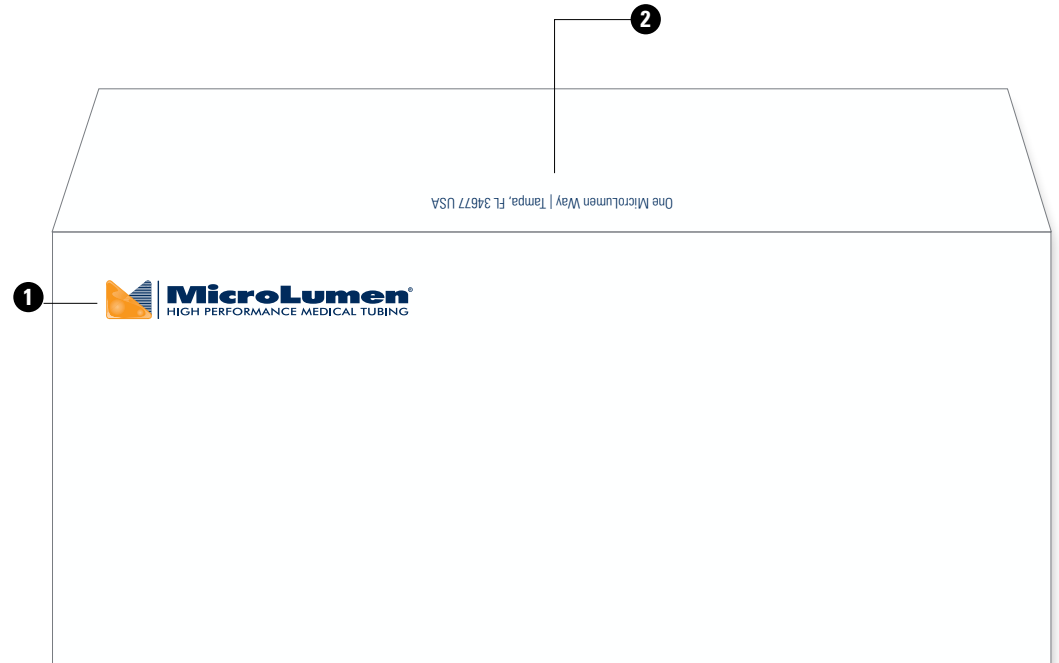 2
One MicroLumen Way | Tampa, FL 34677 USA
1
MicroLumen®
HIGH PERFORMANCE MEDICAL TUBING